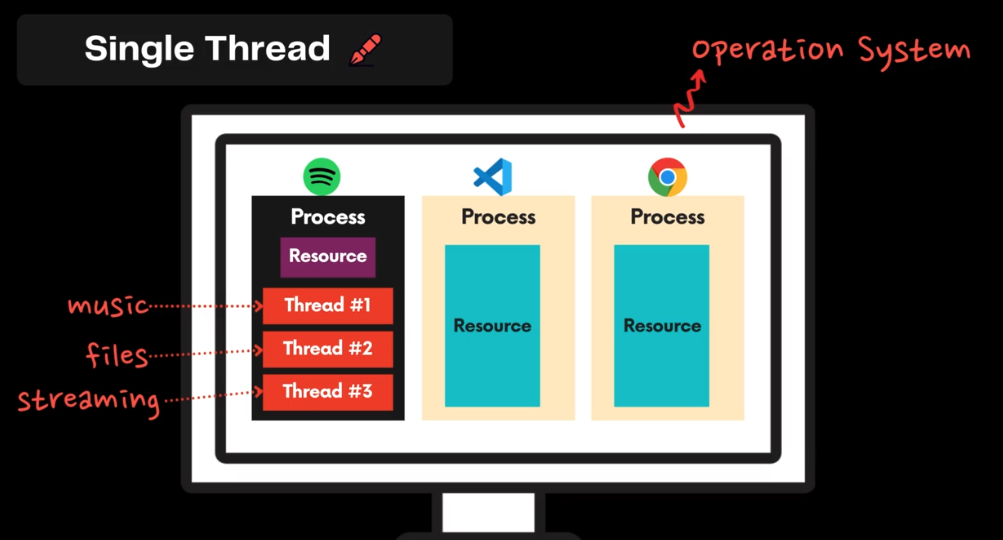 Single Thread
Operation System
Process
Resource
Thread #1
Thread #2
Thread #3
music
files
streaming
Process
Resource
Process
Resource